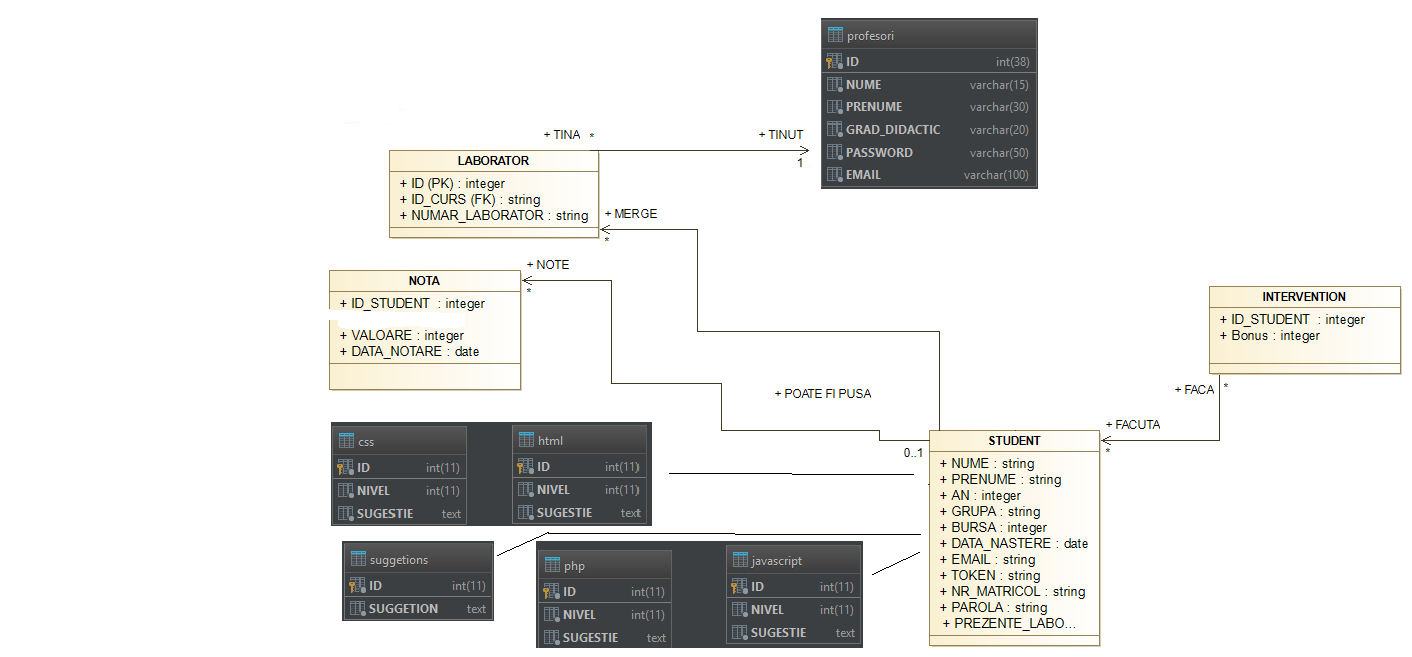 profesori
ID int(38)
NUME varchar(15)
PRENUME varchar(30)
GRAD_DIDACTIC varchar(20)
PASSWORD varchar(50)
EMAIL varchar(100)
+ TINA *
+ TINUT
1
LABORATOR
+ ID (PK) : integer
+ ID_CURS (FK) : string
+ NUMAR_LABORATOR : string
+ MERGE
*
+ NOTE
*
NOTA
+ ID_STUDENT : integer
+ VALOARE : integer
+ DATA_NOTARE : date
INTERVENTION
+ ID_STUDENT : integer
+ Bonus : integer
+ FACA *
+ FACUTA
*
+ POATE FI PUSA
0..1
STUDENT
+ NUME : string
+ PRENUME : string
+ AN : integer
+ GRUPA : string
+ BURSA : integer
+ DATA_NASTERE : date
+ EMAIL : string
+ TOKEN : string
+ NR_MATRICOL : string
+ PAROLA : string
+ PREZENTE_LABO...
css
ID int(11)
NIVEL int(11)
SUGESTIE text
html
ID int(11)
NIVEL int(11)
SUGESTIE text
suggetions
ID int(11)
SUGGETION text
php
ID int(11)
NIVEL int(11)
SUGESTIE text
javascript
ID int(11)
NIVEL int(11)
SUGESTIE text